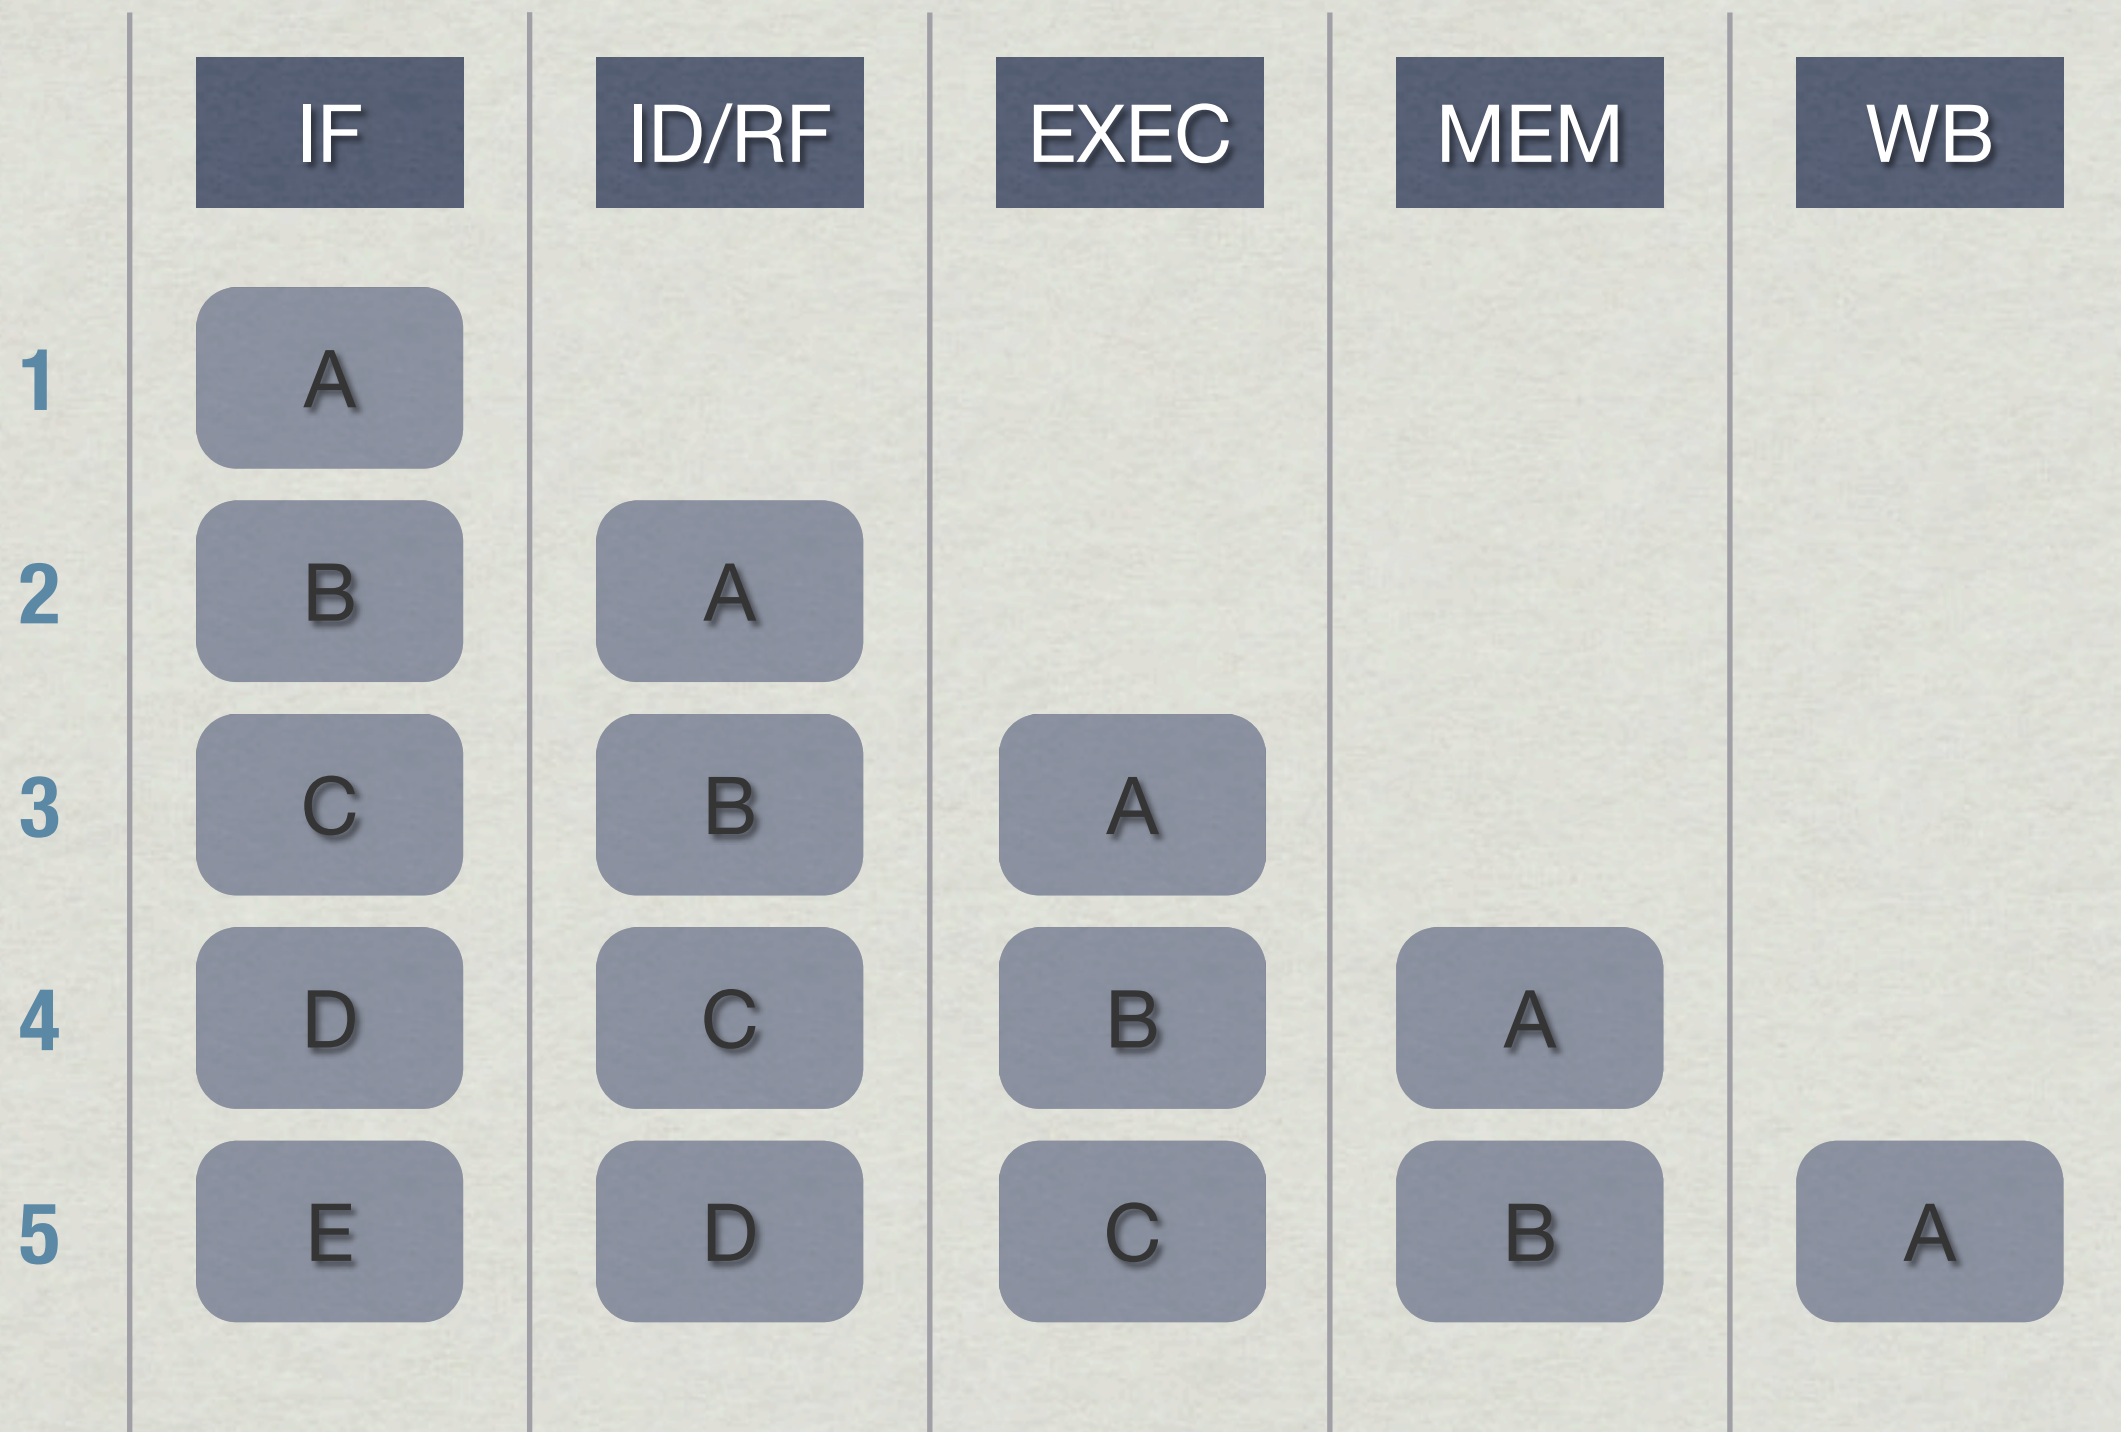 IF ID/RF EXEC MEM WB
1 A
2 B A
3 C B A
4 D C B A
5 E D C B A